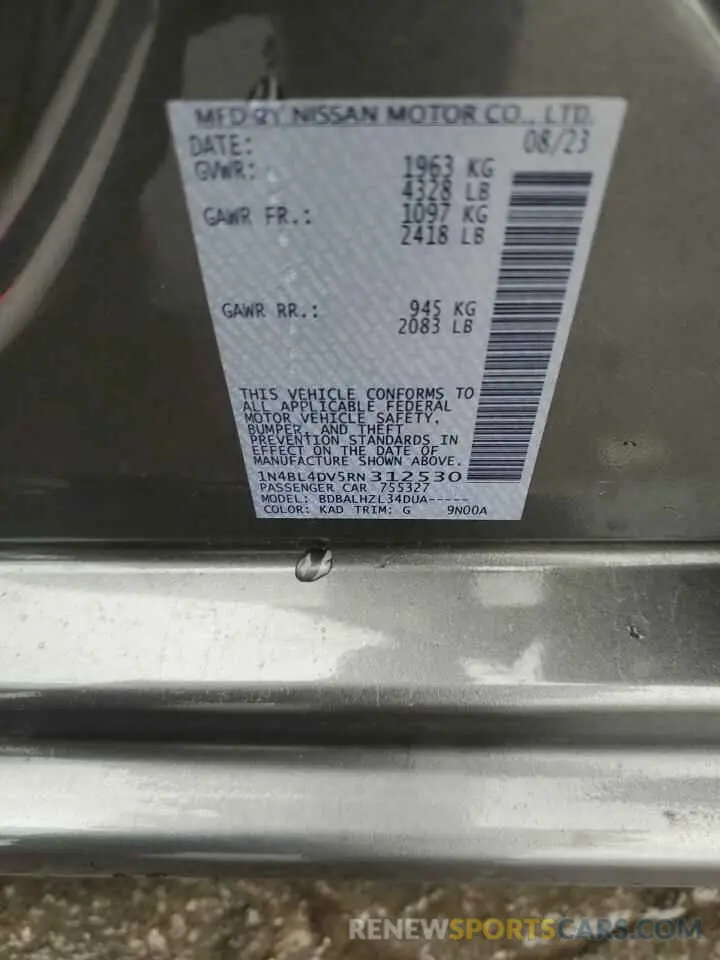 MFD BY NISSAN MOTOR CO., LTD.
DATE: 08/23
GVWR: 1963 KG
4328 LB
GAWR FR.: 1097 KG
2418 LB
GAWR RR.: 945 KG
2083 LB
THIS VEHICLE CONFORMS TO
ALL APPLICABLE FEDERAL
MOTOR VEHICLE SAFETY,
BUMPER, AND THEFT
PREVENTION STANDARDS IN
EFFECT ON THE DATE OF
MANUFACTURE SHOWN ABOVE.
1N4BL4DV5RN312530
PASSENGER CAR 755327
MODEL: BDBALHZL34DUA-----
COLOR: KAD TRIM: G 9N00A
RENEWSPORTSCARS.COM